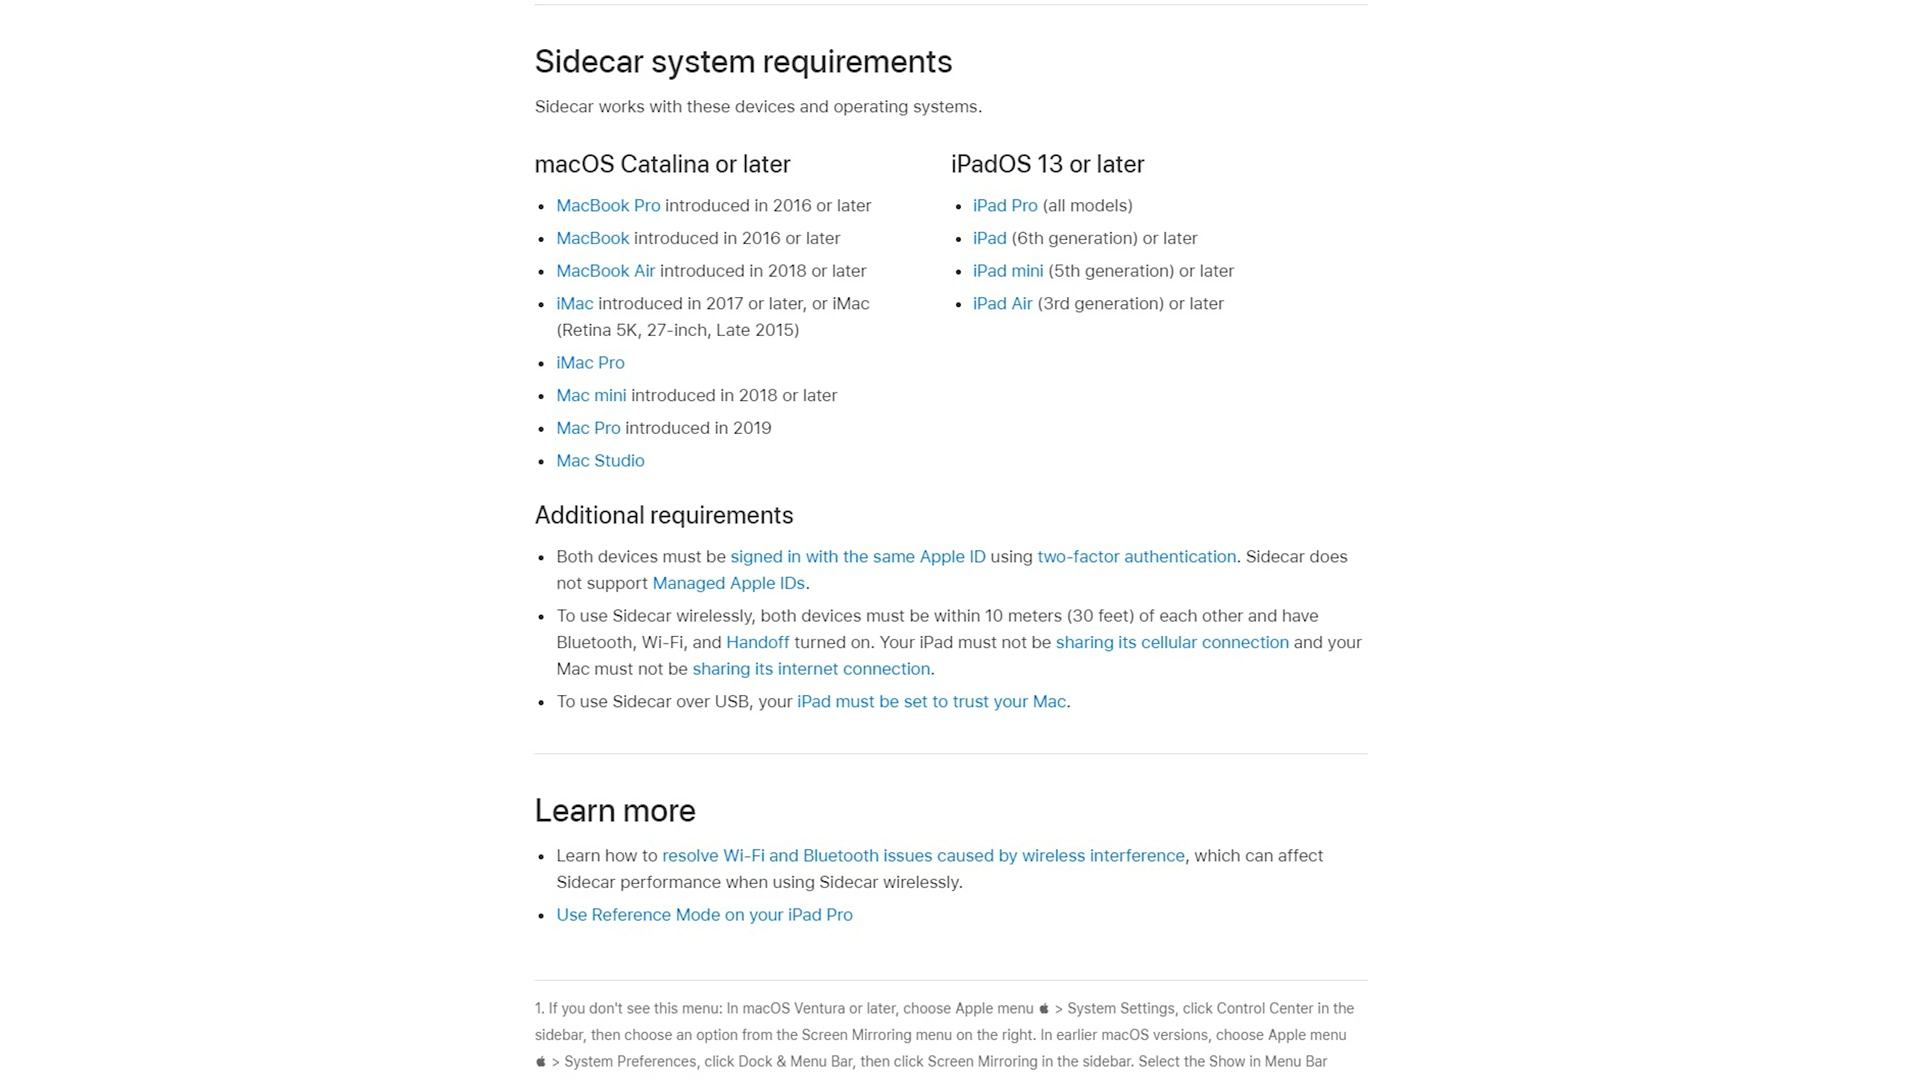 Sidecar system requirements
Sidecar works with these devices and operating systems.
macOS Catalina or later
• MacBook Pro introduced in 2016 or later
• MacBook introduced in 2016 or later
• MacBook Air introduced in 2018 or later
• iMac introduced in 2017 or later, or iMac
(Retina 5K, 27-inch, Late 2015)
• iMac Pro
• Mac mini introduced in 2018 or later
• Mac Pro introduced in 2019
• Mac Studio
iPadOS 13 or later
• iPad Pro (all models)
• iPad (6th generation) or later
• iPad mini (5th generation) or later
• iPad Air (3rd generation) or later
Additional requirements
• Both devices must be signed in with the same Apple ID using two-factor authentication. Sidecar does
not support Managed Apple IDs.
• To use Sidecar wirelessly, both devices must be within 10 meters (30 feet) of each other and have
Bluetooth, Wi-Fi, and Handoff turned on. Your iPad must not be sharing its cellular connection and your
Mac must not be sharing its internet connection.
• To use Sidecar over USB, your iPad must be set to trust your Mac.
Learn more
• Learn how to resolve Wi-Fi and Bluetooth issues caused by wireless interference, which can affect
Sidecar performance when using Sidecar wirelessly.
• Use Reference Mode on your iPad Pro
1. If you don't see this menu: In macOS Ventura or later, choose Apple menu  > System Settings, click Control Center in the
sidebar, then choose an option from the Screen Mirroring menu on the right. In earlier macOS versions, choose Apple menu
 > System Preferences, click Dock & Menu Bar, then click Screen Mirroring in the sidebar. Select the Show in Menu Bar